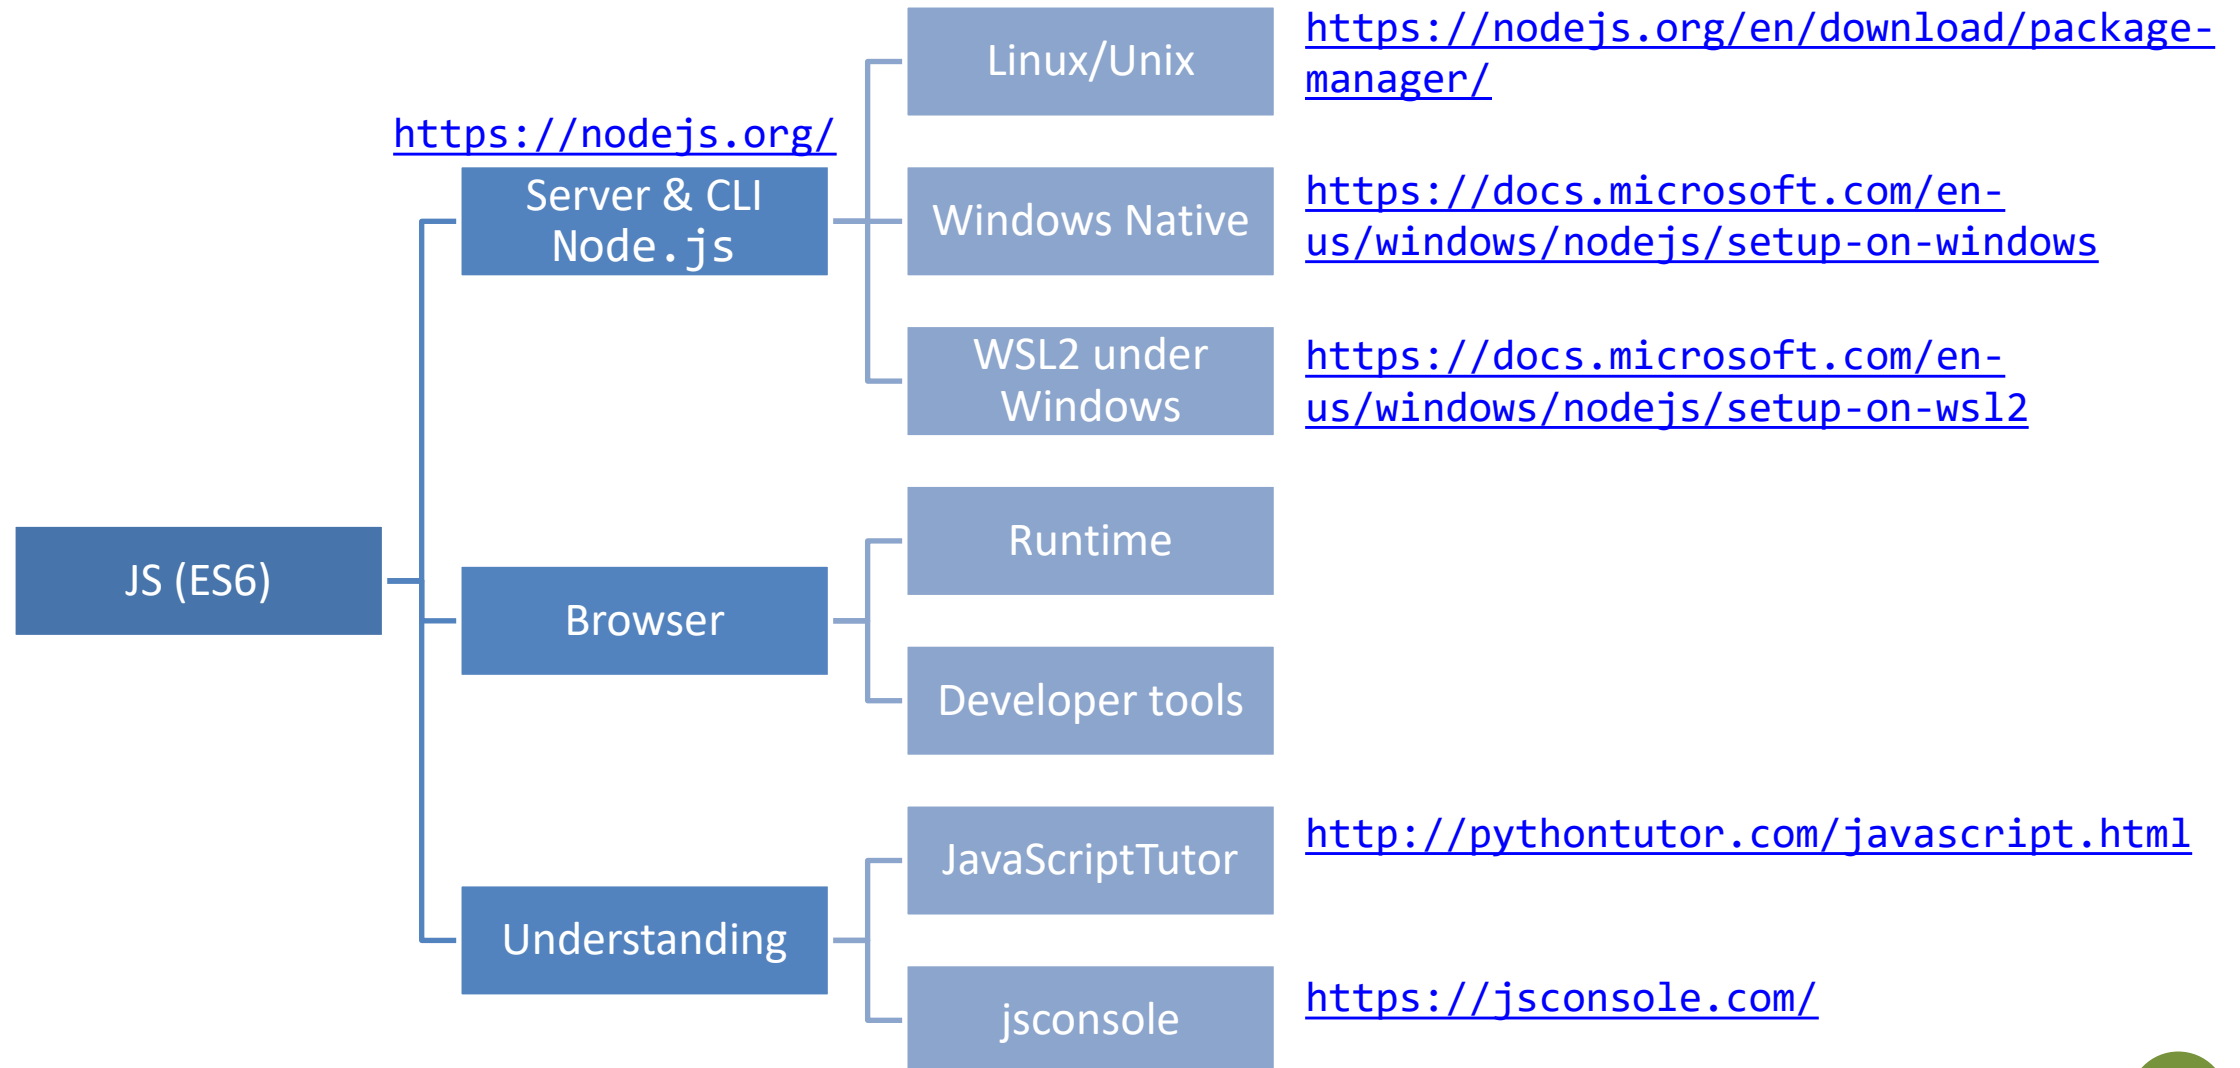 https://nodejs.org/en/download/package-
manager/
Linux/Unix
https://nodejs.org/
Server & CLI
Node.js
Windows Native
https://docs.microsoft.com/en-
us/windows/nodejs/setup-on-windows
WSL2 under
Windows
https://docs.microsoft.com/en-
us/windows/nodejs/setup-on-wsl2
JS (ES6)
Browser
Runtime
Developer tools
Understanding
JavaScriptTutor
http://pythontutor.com/javascript.html
jsconsole
https://jsconsole.com/